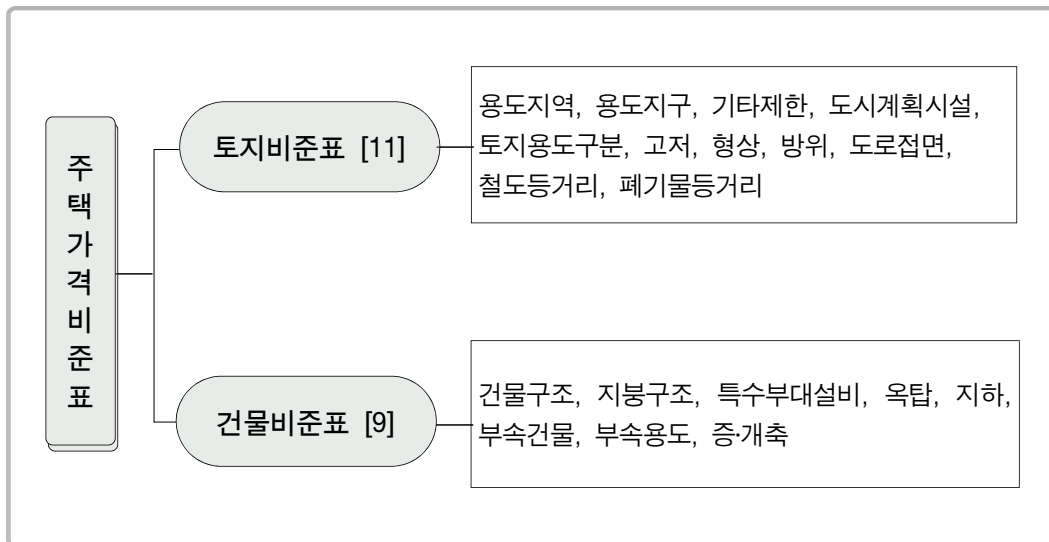 주택가격비준표
토지비준표 [11]
용도지역, 용도지구, 기타제한, 도시계획시설,
토지용도구분, 고저, 형상, 방위, 도로접면,
철도등거리, 폐기물등거리
건물비준표 [9]
건물구조, 지붕구조, 특수부대설비, 옥탑, 지하,
부속건물, 부속용도, 증·개축